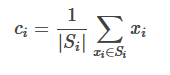 $c_i = \frac{1}{|S_i|} \sum_{x_i \in S_i} x_i$